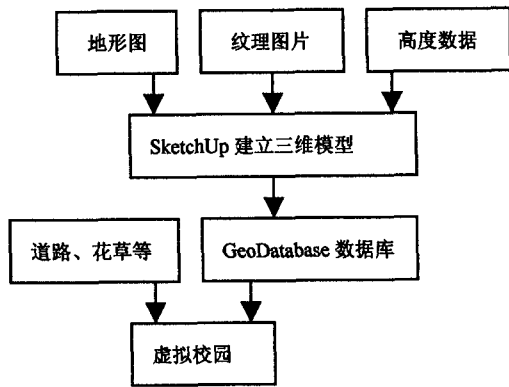 地形图
纹理图片
高度数据
SketchUp 建立三维模型
道路、花草等
GeoDatabase 数据库
虚拟校园